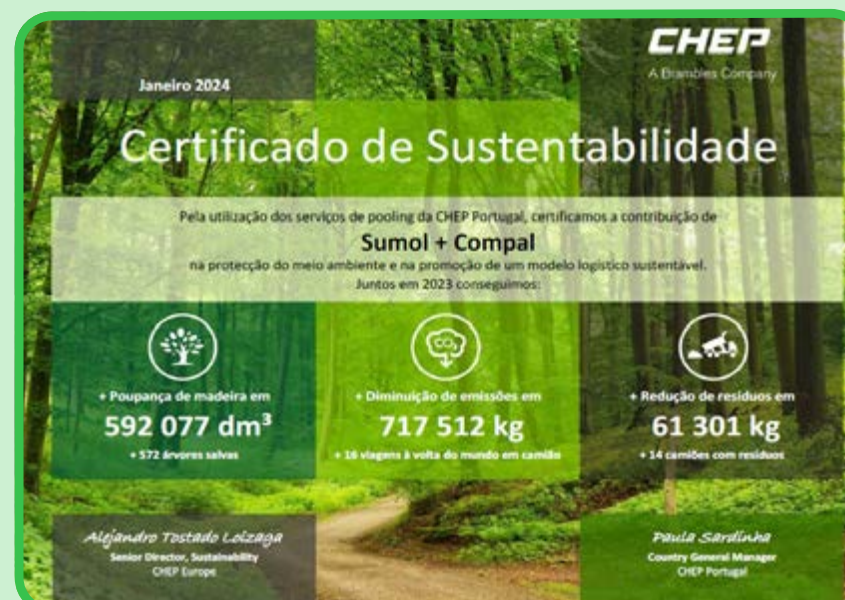 Janeiro 2024
CHEP
A Brambles Company
Certificado de Sustentabilidade
Pela utilização dos serviços de pooling da CHEP Portugal, certificamos a contribuição de
Sumol + Compal
na protecção do meio ambiente e na promoção de um modelo logístico sustentável.
Juntos em 2023 conseguimos:
+ Poupança de madeira em
592 077 dm³
+ 572 árvores salvas
CO₂
+ Diminuição de emissões em
717 512 kg
+ 16 viagens à volta do mundo em camião
+ Redução de resíduos em
61 301 kg
+ 14 camiões com resíduos
Alejandro Tostado Loizaga
Senior Director, Sustainability
CHEP Europe
Paula Sardinha
Country General Manager
CHEP Portugal